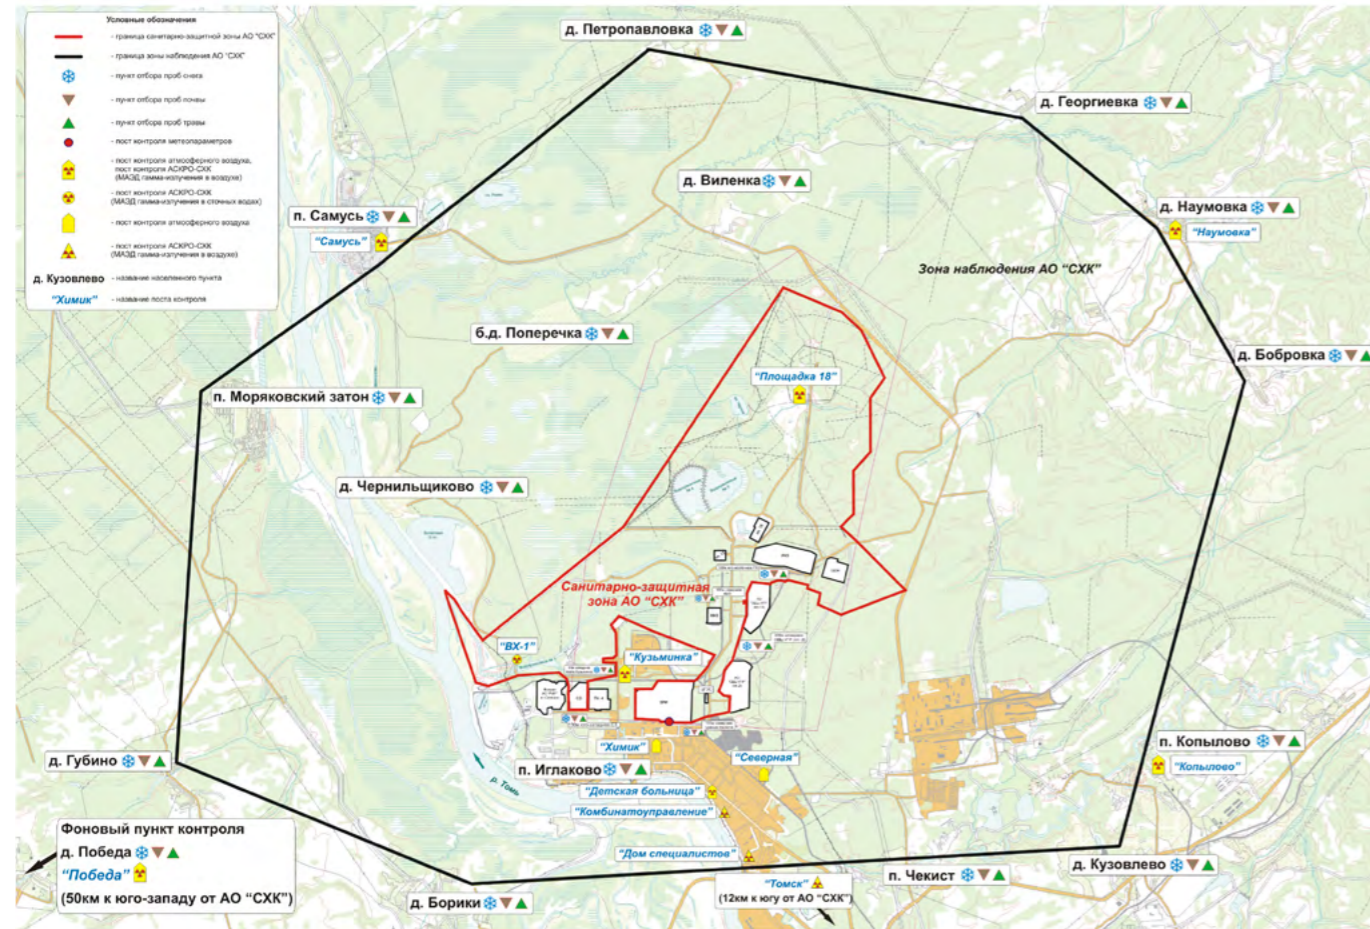 Условные обозначения
- граница санитарно-защитной зоны АО "СХК"
- граница зоны наблюдения АО "СХК"
- пункт отбора проб снега
- пункт отбора проб почвы
- пункт отбора проб травы
- пост контроля метеопараметров
- пост контроля атмосферного воздуха,
пост контроля АСКРО-СХК
(МАЭД гамма-излучения в воздухе)
- пост контроля АСКРО-СХК
(МАЭД гамма-излучения в сточных водах)
- пост контроля атмосферного воздуха
- пост контроля АСКРО-СХК
(МАЭД гамма-излучения в воздухе)
д. Кузовлево - название населенного пункта
"Химик" - название поста контроля
д. Петропавловка
д. Георгиевка
д. Виленка
п. Самусь
"Самусь"
д. Наумовка
"Наумовка"
Зона наблюдения АО "СХК"
б.д. Поперечка
д. Бобровка
"Площадка 18"
п. Моряковский затон
д. Чернильщиково
Санитарно-защитная
зона АО "СХК"
"ВХ-1"
"Кузьминка"
"Химик"
"Северная"
п. Копылово
"Копылово"
д. Губино
п. Иглаково
р. Томь
"Детская больница"
"Комбинатоуправление"
"Дом специалистов"
Фоновый пункт контроля
д. Победа
"Победа"
(50км к юго-западу от АО "СХК")
д. Кузовлево
п. Чекист
"Томск"
(12км к югу от АО "СХК")
д. Борики